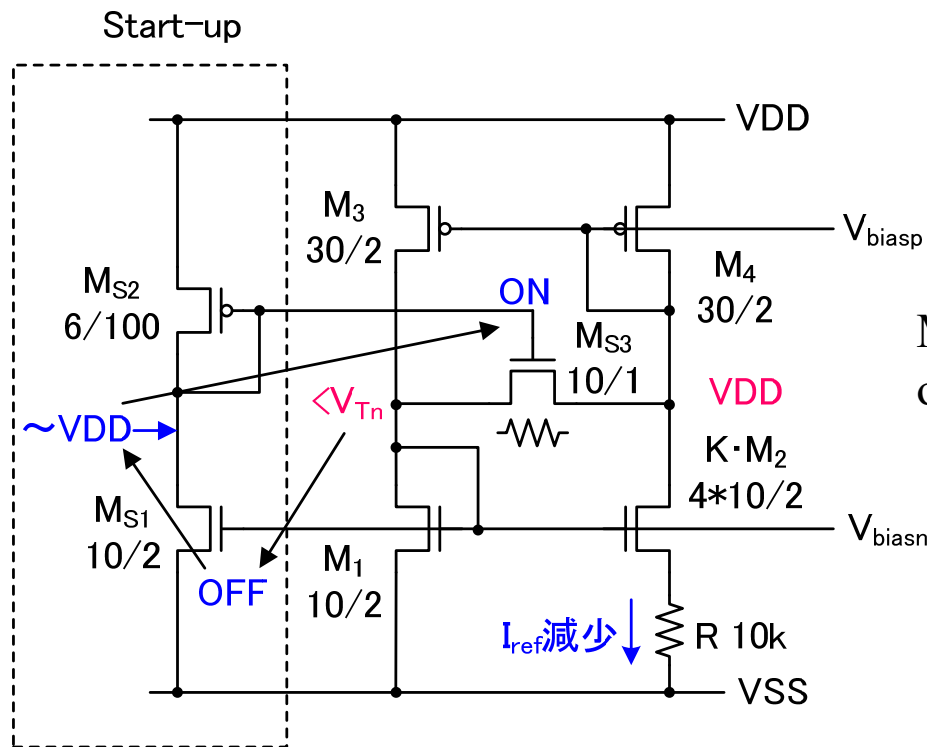 Start-up
VDD
M3
30/2
Vbiasp
M4
30/2
MS2
6/100
ON
MS3
10/1
<VTn
VDD
～VDD
K·M2
4*10/2
MS1
10/2
M1
10/2
OFF
Vbiasn
Iref減少
R 10k
VSS